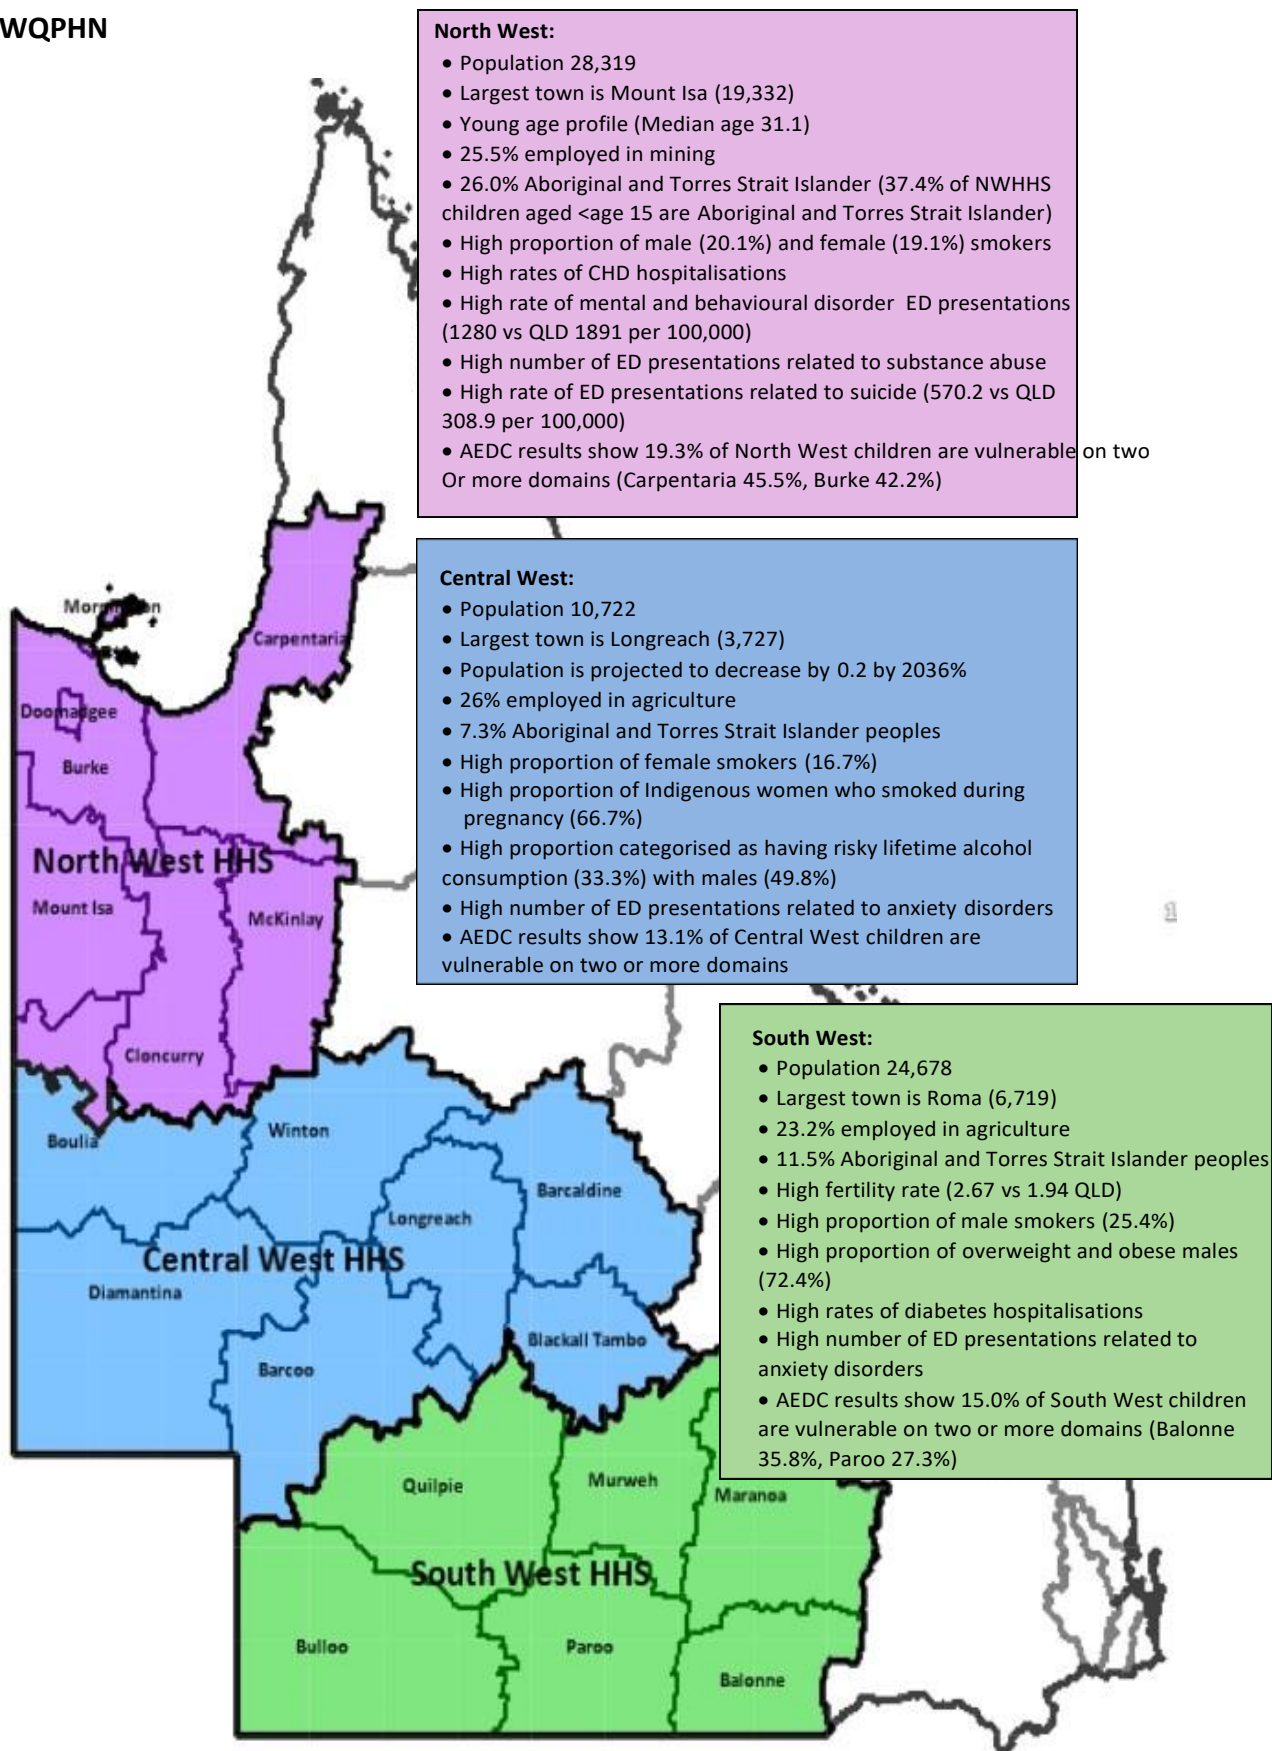 WQPHN
North West:
• Population 28,319
• Largest town is Mount Isa (19,332)
• Young age profile (Median age 31.1)
• 25.5% employed in mining
• 26.0% Aboriginal and Torres Strait Islander (37.4% of NWHHS
children aged <age 15 are Aboriginal and Torres Strait Islander)
• High proportion of male (20.1%) and female (19.1%) smokers
• High rates of CHD hospitalisations
• High rate of mental and behavioural disorder ED presentations
(1280 vs QLD 1891 per 100,000)
• High number of ED presentations related to substance abuse
• High rate of ED presentations related to suicide (570.2 vs QLD
308.9 per 100,000)
• AEDC results show 19.3% of North West children are vulnerable on two
Or more domains (Carpentaria 45.5%, Burke 42.2%)
Central West:
• Population 10,722
• Largest town is Longreach (3,727)
• Population is projected to decrease by 0.2 by 2036%
• 26% employed in agriculture
• 7.3% Aboriginal and Torres Strait Islander peoples
• High proportion of female smokers (16.7%)
• High proportion of Indigenous women who smoked during
pregnancy (66.7%)
• High proportion categorised as having risky lifetime alcohol
consumption (33.3%) with males (49.8%)
• High number of ED presentations related to anxiety disorders
• AEDC results show 13.1% of Central West children are
vulnerable on two or more domains
1
South West:
• Population 24,678
• Largest town is Roma (6,719)
• 23.2% employed in agriculture
• 11.5% Aboriginal and Torres Strait Islander peoples
• High fertility rate (2.67 vs 1.94 QLD)
• High proportion of male smokers (25.4%)
• High proportion of overweight and obese males
(72.4%)
• High rates of diabetes hospitalisations
• High number of ED presentations related to
anxiety disorders
• AEDC results show 15.0% of South West children
are vulnerable on two or more domains (Balonne
35.8%, Paroo 27.3%)
Carpentaria
Doomadgee
Burke
North West HHS
Mount Isa
McKinlay
Cloncurry
Boulia
Winton
Barcaldine
Longreach
Central West HHS
Diamantina
Blackall Tambo
Barcoo
Quilpie
Murweh
Maranoa
South West HHS
Bulloo
Paroo
Balonne